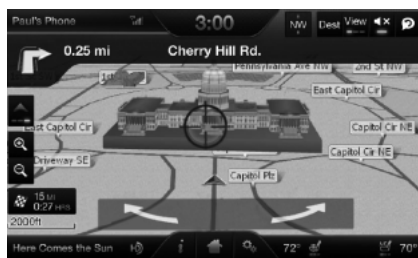 Paul's Phone 3:00 NW Dest View
0.25 mi Cherry Hill Rd.
Pennsylvania Ave NW 2nd St NW
1st
East Capitol Cir
East Capitol Cir Capitol Cir NE
Driveway SE Capitol Cir NE
Capitol Plz
15 MI
0:27 HRS
2000ft
Here Comes the Sun i 72° 70°